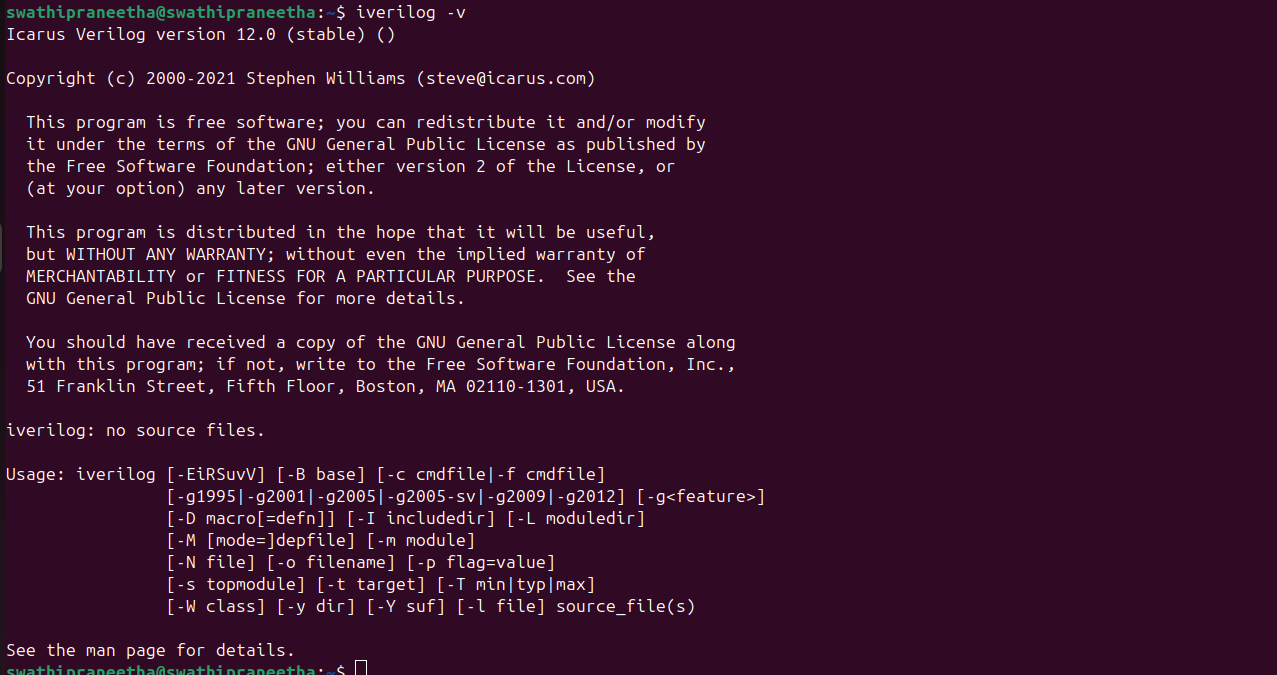 swathipraneetha@swathipraneetha:~$ iverilog -v
Icarus Verilog version 12.0 (stable) ()
Copyright (c) 2000-2021 Stephen Williams (steve@icarus.com)
This program is free software; you can redistribute it and/or modify
it under the terms of the GNU General Public License as published by
the Free Software Foundation; either version 2 of the License, or
(at your option) any later version.
This program is distributed in the hope that it will be useful,
but WITHOUT ANY WARRANTY; without even the implied warranty of
MERCHANTABILITY or FITNESS FOR A PARTICULAR PURPOSE.  See the
GNU General Public License for more details.
You should have received a copy of the GNU General Public License along
with this program; if not, write to the Free Software Foundation, Inc.,
51 Franklin Street, Fifth Floor, Boston, MA 02110-1301, USA.
iverilog: no source files.
Usage: iverilog [-EiRSuvV] [-B base] [-c cmdfile|-f cmdfile]
[-g1995|-g2001|-g2005|-g2005-sv|-g2009|-g2012] [-g<feature>]
[-D macro[=defn]] [-I includedir] [-L moduledir]
[-M [mode=]depfile] [-m module]
[-N file] [-o filename] [-p flag=value]
[-s topmodule] [-t target] [-T min|typ|max]
[-W class] [-y dir] [-Y suf] [-l file] source_file(s)
See the man page for details.
swathipraneetha@swathipraneetha:~$